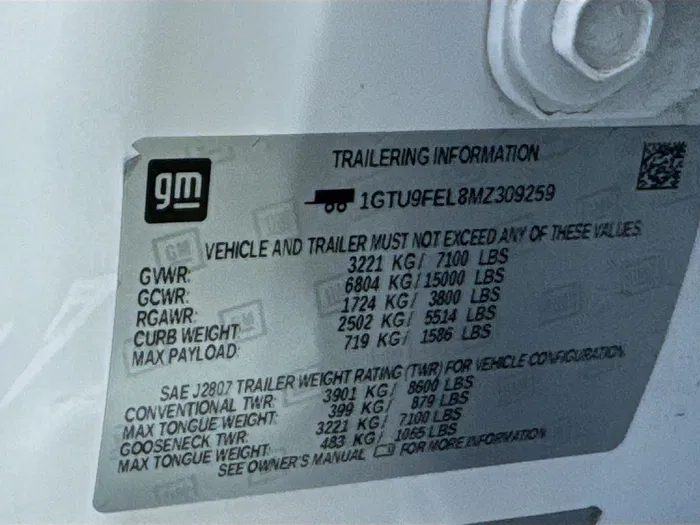 gm
TRAILERING INFORMATION
1GTU9FEL8MZ309259
VEHICLE AND TRAILER MUST NOT EXCEED ANY OF THESE VALUES
GVWR: 3221 KG/ 7100 LBS
GCWR: 6804 KG/15000 LBS
RGAWR: 1724 KG/ 3800 LBS
CURB WEIGHT: 2502 KG/ 5514 LBS
MAX PAYLOAD: 719 KG/ 1586 LBS
SAE J2807 TRAILER WEIGHT RATING (TWR) FOR VEHICLE CONFIGURATION
CONVENTIONAL TWR: 3901 KG/ 8600 LBS
MAX TONGUE WEIGHT: 399 KG/ 879 LBS
GOOSENECK TWR: 3221 KG/ 7100 LBS
MAX TONGUE WEIGHT: 483 KG/ 1065 LBS
SEE OWNER'S MANUAL FOR MORE INFORMATION